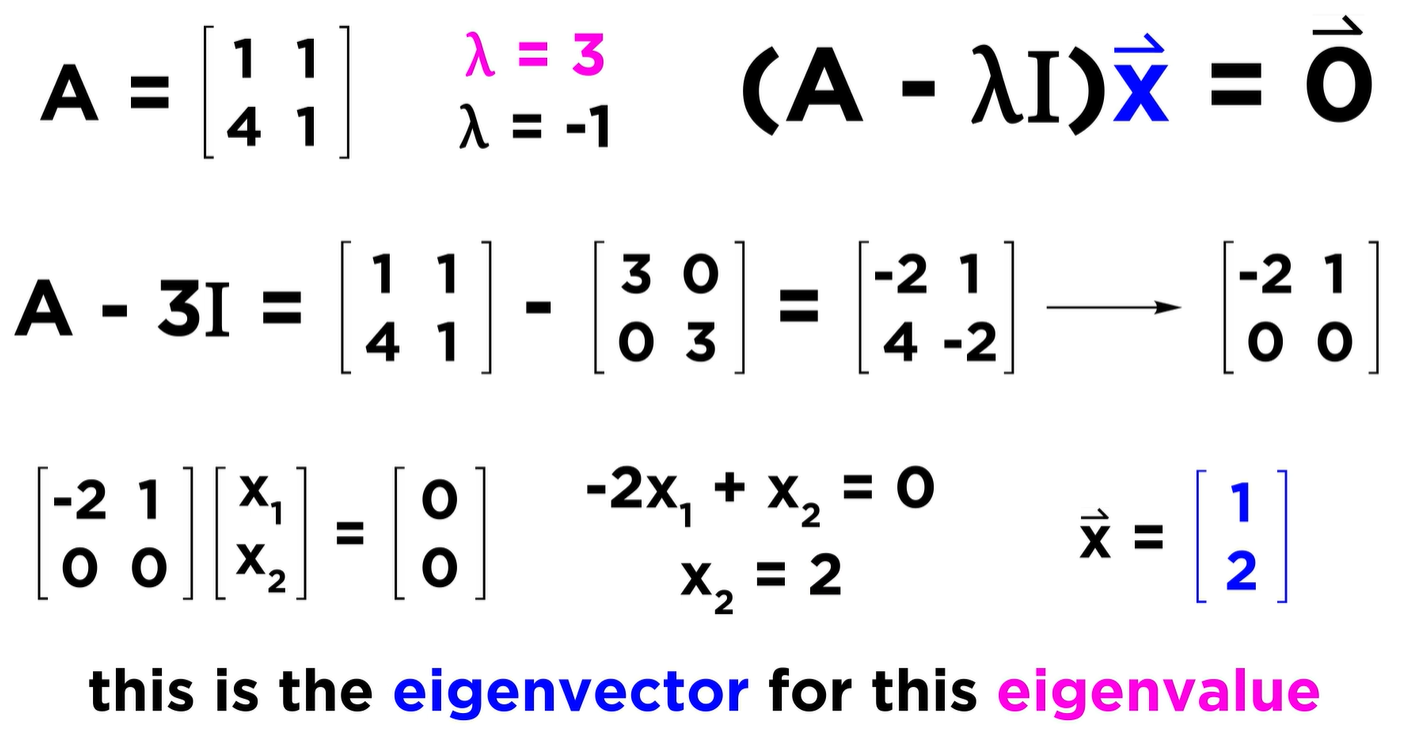 A = [1 1; 4 1] λ = 3 λ = -1 (A - λI)x⃗ = 0⃗
A - 3I = [1 1; 4 1] - [3 0; 0 3] = [-2 1; 4 -2] ⟶ [-2 1; 0 0]
[-2 1; 0 0] [x₁; x₂] = [0; 0] -2x₁ + x₂ = 0 x₂ = 2 x⃗ = [1; 2]
this is the eigenvector for this eigenvalue